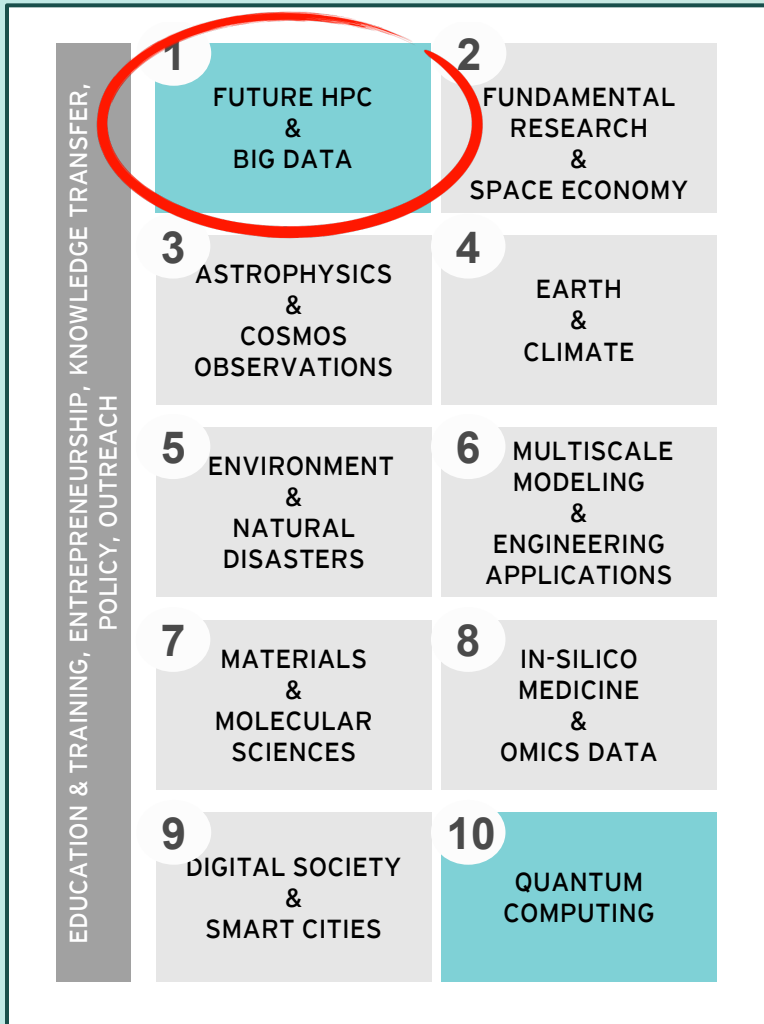 EDUCATION & TRAINING, ENTREPRENEURSHIP, KNOWLEDGE TRANSFER,
POLICY, OUTREACH
1
FUTURE HPC
&
BIG DATA
2
FUNDAMENTAL
RESEARCH
&
SPACE ECONOMY
3
ASTROPHYSICS
&
COSMOS
OBSERVATIONS
4
EARTH
&
CLIMATE
5
ENVIRONMENT
&
NATURAL
DISASTERS
6
MULTISCALE
MODELING
&
ENGINEERING
APPLICATIONS
7
MATERIALS
&
MOLECULAR
SCIENCES
8
IN-SILICO
MEDICINE
&
OMICS DATA
9
DIGITAL SOCIETY
&
SMART CITIES
10
QUANTUM
COMPUTING